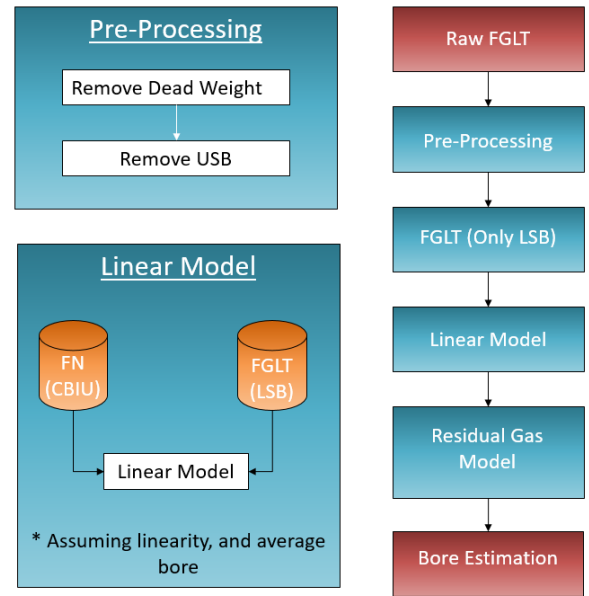 Pre-Processing
Remove Dead Weight
Remove USB
Linear Model
FN
(CBIU)
FGLT
(LSB)
Linear Model
* Assuming linearity, and average
bore
Raw FGLT
Pre-Processing
FGLT (Only LSB)
Linear Model
Residual Gas
Model
Bore Estimation